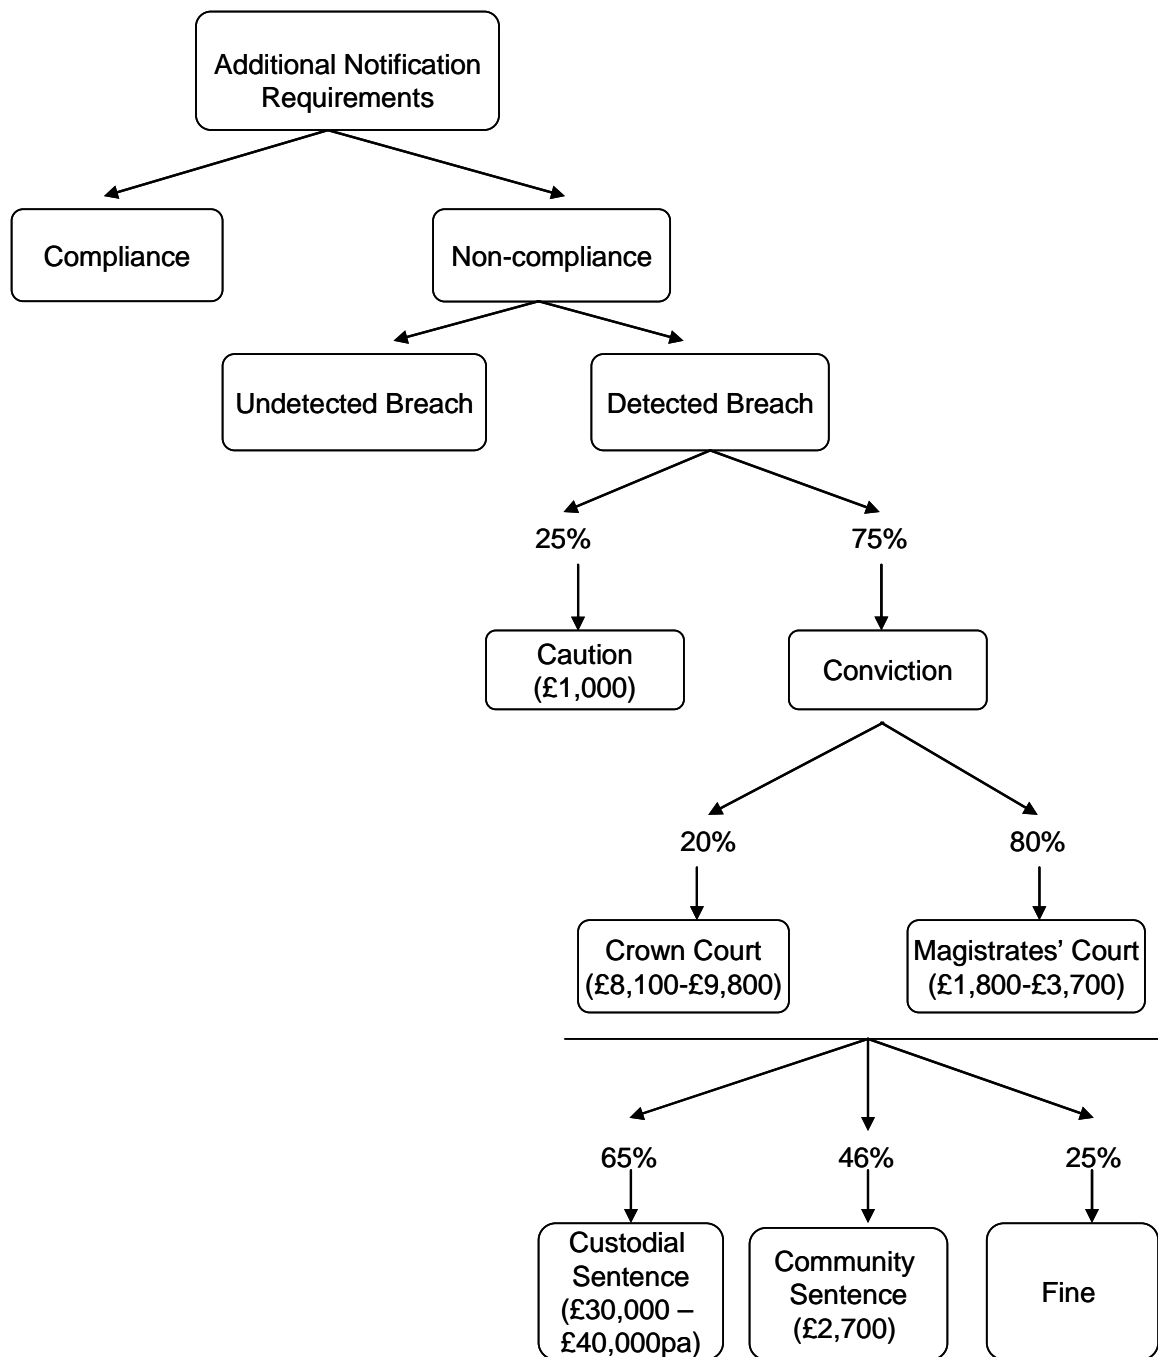 Additional Notification
Requirements
Compliance
Non-compliance
Undetected Breach
Detected Breach
25%
75%
Caution
(£1,000)
Conviction
20%
80%
Crown Court
(£8,100-£9,800)
Magistrates’ Court
(£1,800-£3,700)
65%
46%
25%
Custodial
Sentence
(£30,000 –
£40,000pa)
Community
Sentence
(£2,700)
Fine